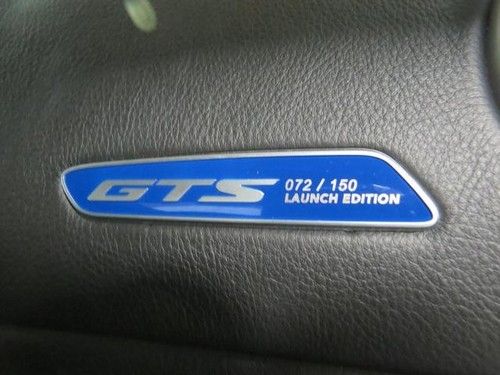 GTS
072 / 150
LAUNCH EDITION